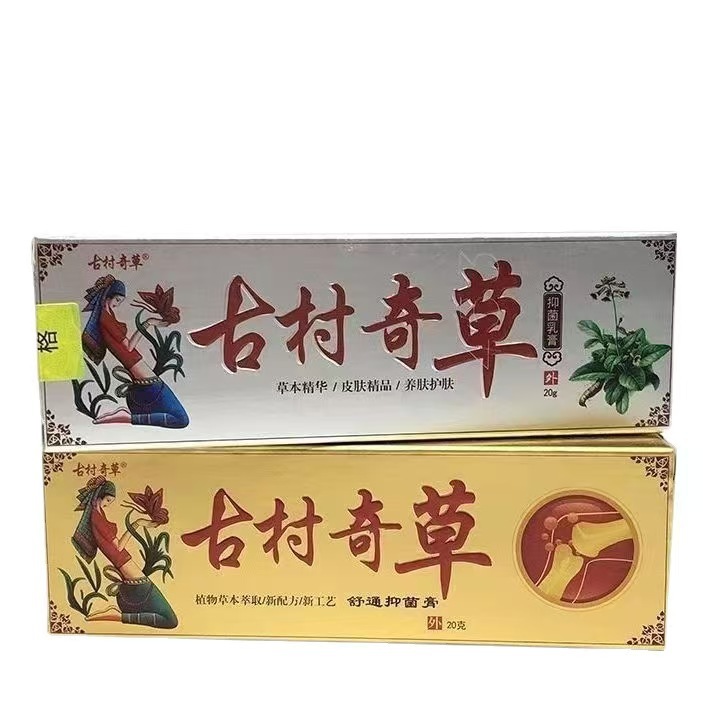 古村奇草®
古村奇草
抑菌乳膏
草本精华 / 皮肤精品 / 养肤护肤
外
20g
格
古村奇草®
古村奇草
植物草本萃取/新配方/新工艺 舒通抑菌膏
外 20克